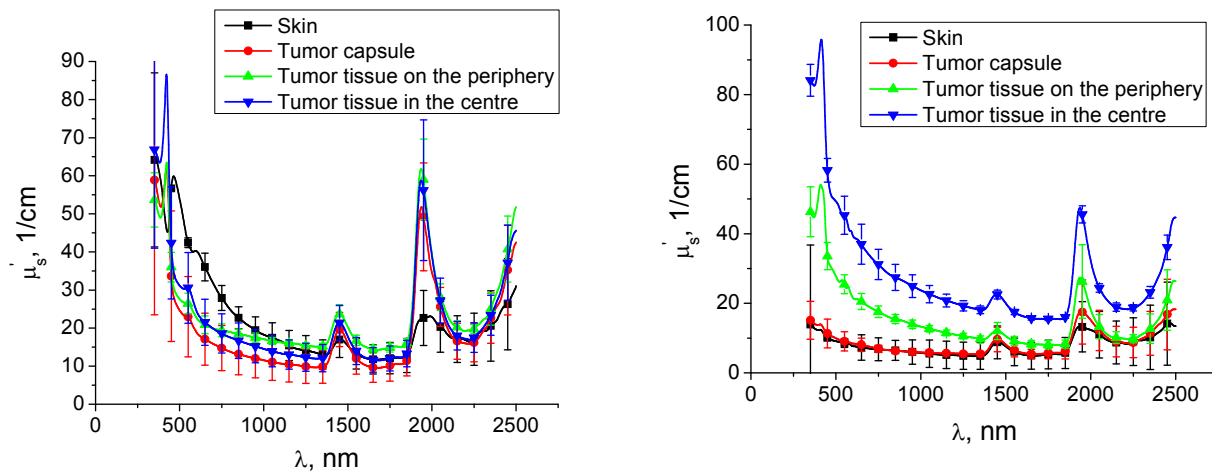 Skin
Tumor capsule
Tumor tissue on the periphery
Tumor tissue in the centre
90
80
70
60
50
40
30
20
10
0
μs', 1/cm
0 500 1000 1500 2000 2500
λ, nm
Skin
Tumor capsule
Tumor tissue on the periphery
Tumor tissue in the centre
100
80
60
40
20
0
μs', 1/cm
0 500 1000 1500 2000 2500
λ, nm